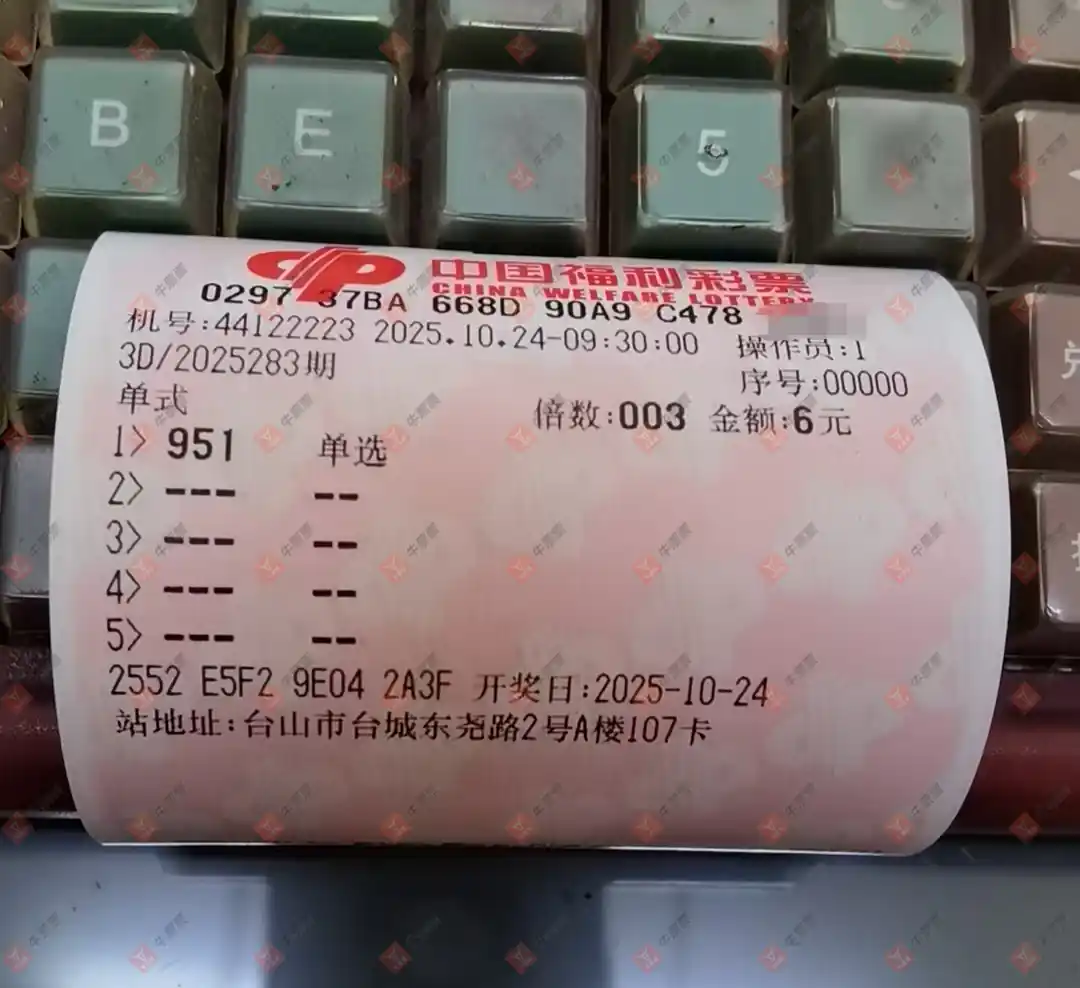 B
E
5
中国福利彩票
CHINA WELFARE LOTTERY
0297 37BA 668D 90A9 C478
机号:44122223 2025.10.24-09:30:00 操作员:1
3D/2025283期 序号:00000
单式 倍数:003 金额:6元
1> 951 单选
2> --- --
3> --- --
4> --- --
5> --- --
2552 E5F2 9E04 2A3F 开奖日:2025-10-24
站地址:台山市台城东尧路2号A楼107卡